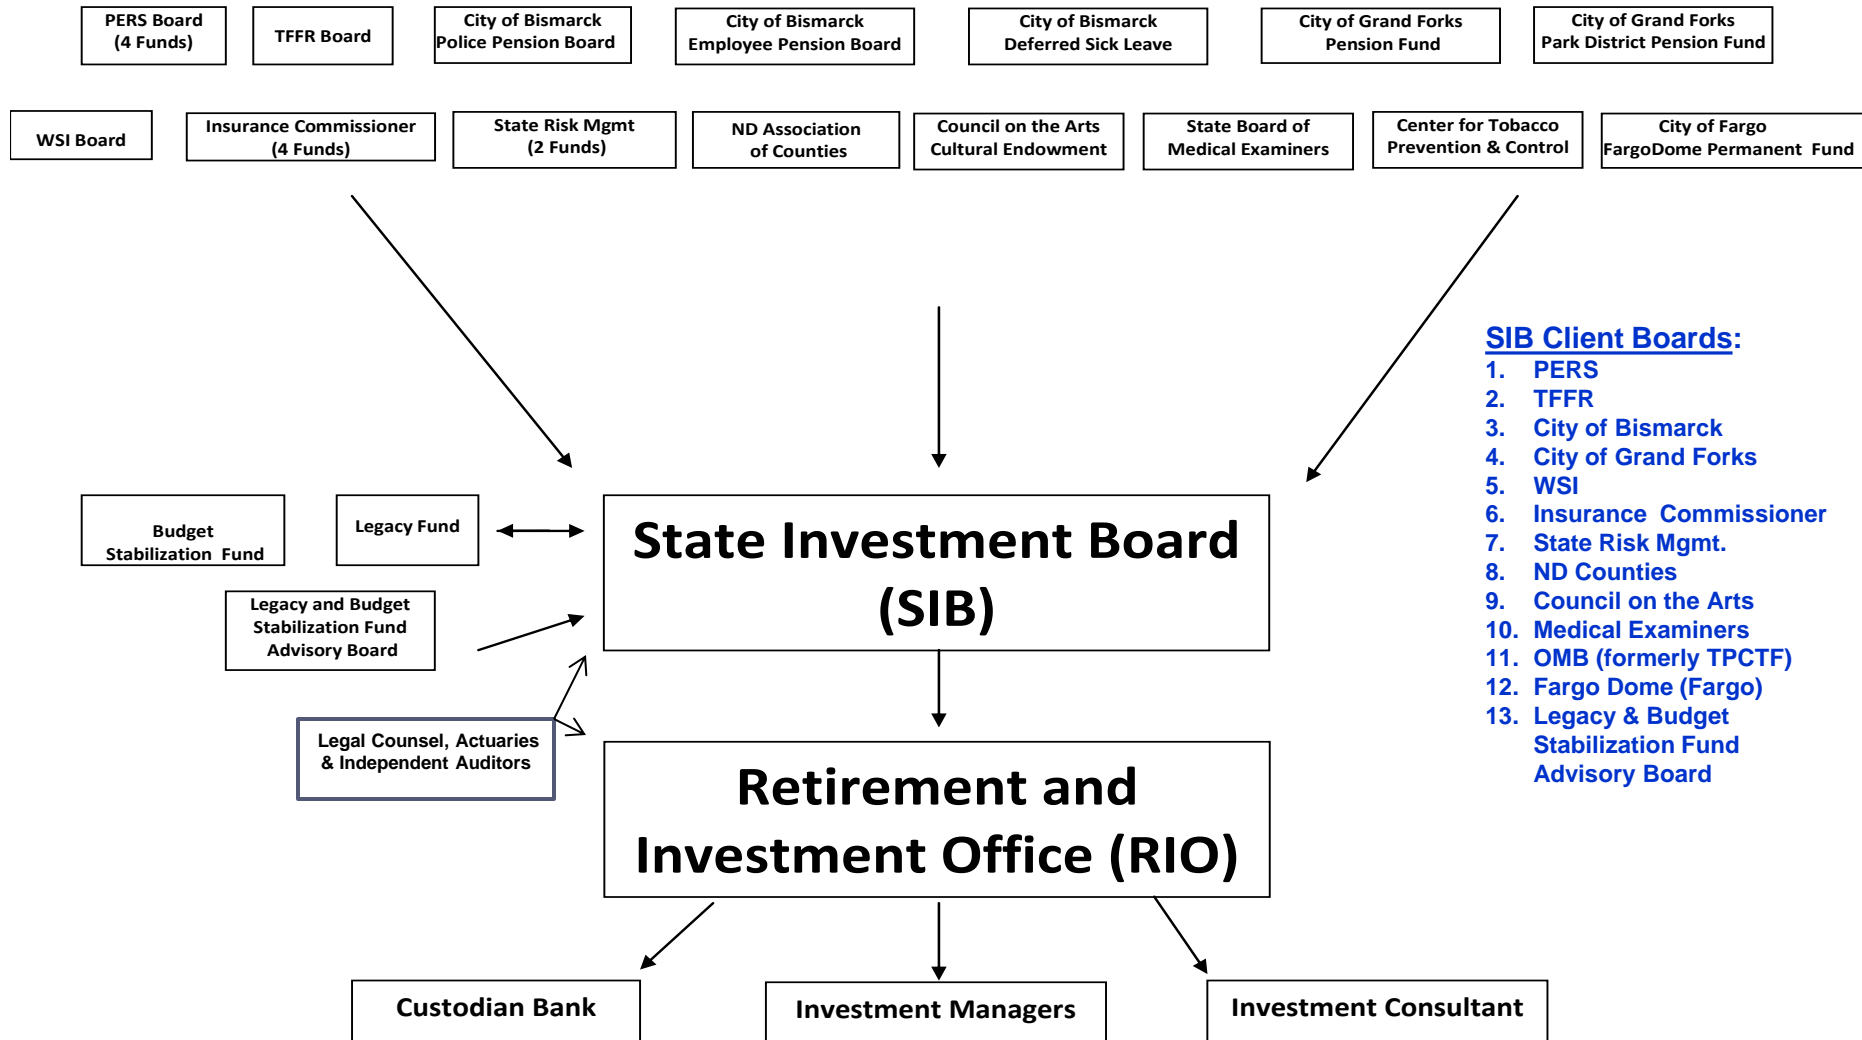 PERS Board
(4 Funds)
TFFR Board
City of Bismarck
Police Pension Board
City of Bismarck
Employee Pension Board
City of Bismarck
Deferred Sick Leave
City of Grand Forks
Pension Fund
City of Grand Forks
Park District Pension Fund
WSI Board
Insurance Commissioner
(4 Funds)
State Risk Mgmt
(2 Funds)
ND Association
of Counties
Council on the Arts
Cultural Endowment
State Board of
Medical Examiners
Center for Tobacco
Prevention & Control
City of Fargo
FargoDome Permanent Fund
SIB Client Boards:
1. PERS
2. TFFR
3. City of Bismarck
4. City of Grand Forks
5. WSI
6. Insurance Commissioner
7. State Risk Mgmt.
8. ND Counties
9. Council on the Arts
10. Medical Examiners
11. OMB (formerly TPCTF)
12. Fargo Dome (Fargo)
13. Legacy & Budget
Stabilization Fund
Advisory Board
Budget
Stabilization Fund
Legacy Fund
State Investment Board
(SIB)
Legacy and Budget
Stabilization Fund
Advisory Board
Legal Counsel, Actuaries
& Independent Auditors
Retirement and
Investment Office (RIO)
Custodian Bank
Investment Managers
Investment Consultant